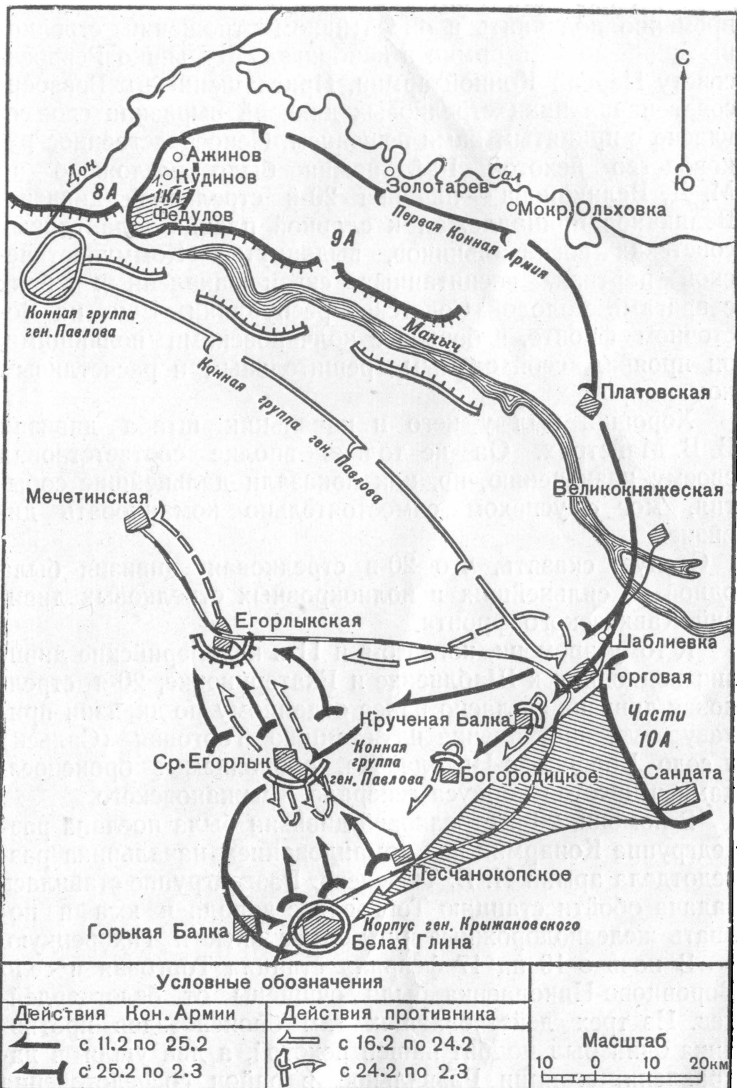 С
Ю
Дон
8А
Ажинов
Кудинов
1КА
Федулов
Золотарев
Сал
Мокр. Ольховка
9А
Первая Конная Армия
Конная группа
ген. Павлова
Маныч
Конная группа ген. Павлова
Платовская
Великокняжеская
Мечетинская
Егорлыкская
Шаблиевка
Торговая
Крученая Балка
Части
10А
Ср. Егорлык
Конная
группа
ген. Павлова
Богородицкое
Сандата
Песчанокопское
Горькая Балка
Корпус ген. Крыжановского
Белая Глина
Условные обозначения
Действия Кон. Армии
Действия противника
с 11.2 по 25.2
с 16.2 по 24.2
с 25.2 по 2.3
с 24.2 по 2.3
Масштаб
10 0 10 20км